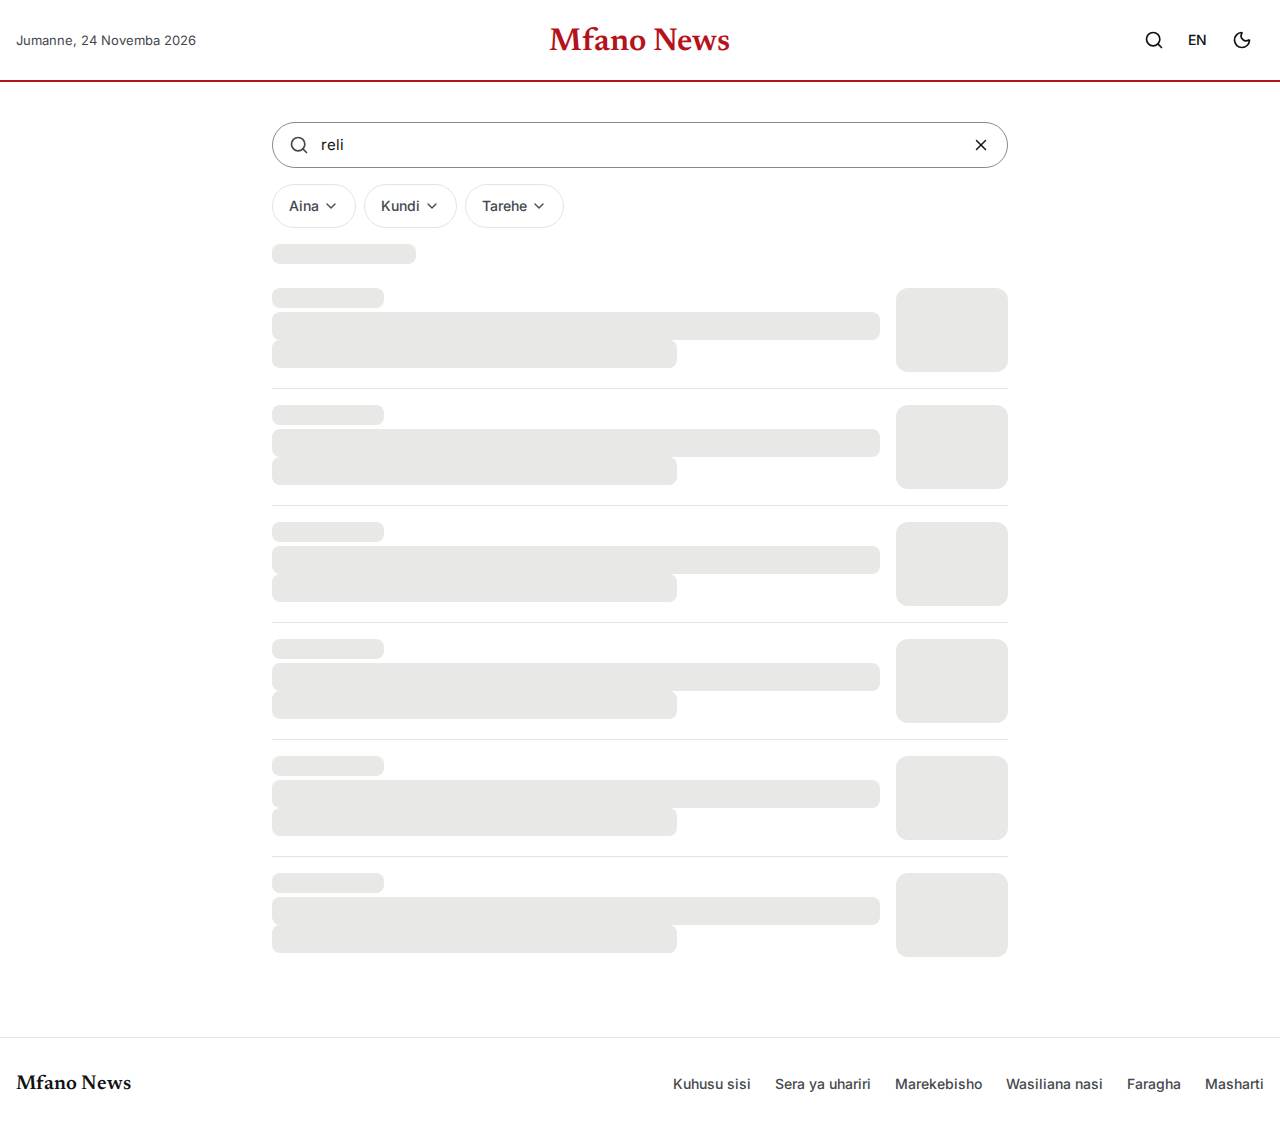 Jumanne, 24 Novemba 2026
Mfano News
EN
reli
Aina
Kundi
Tarehe
Mfano News
Kuhusu sisi
Sera ya uhariri
Marekebisho
Wasiliana nasi
Faragha
Masharti